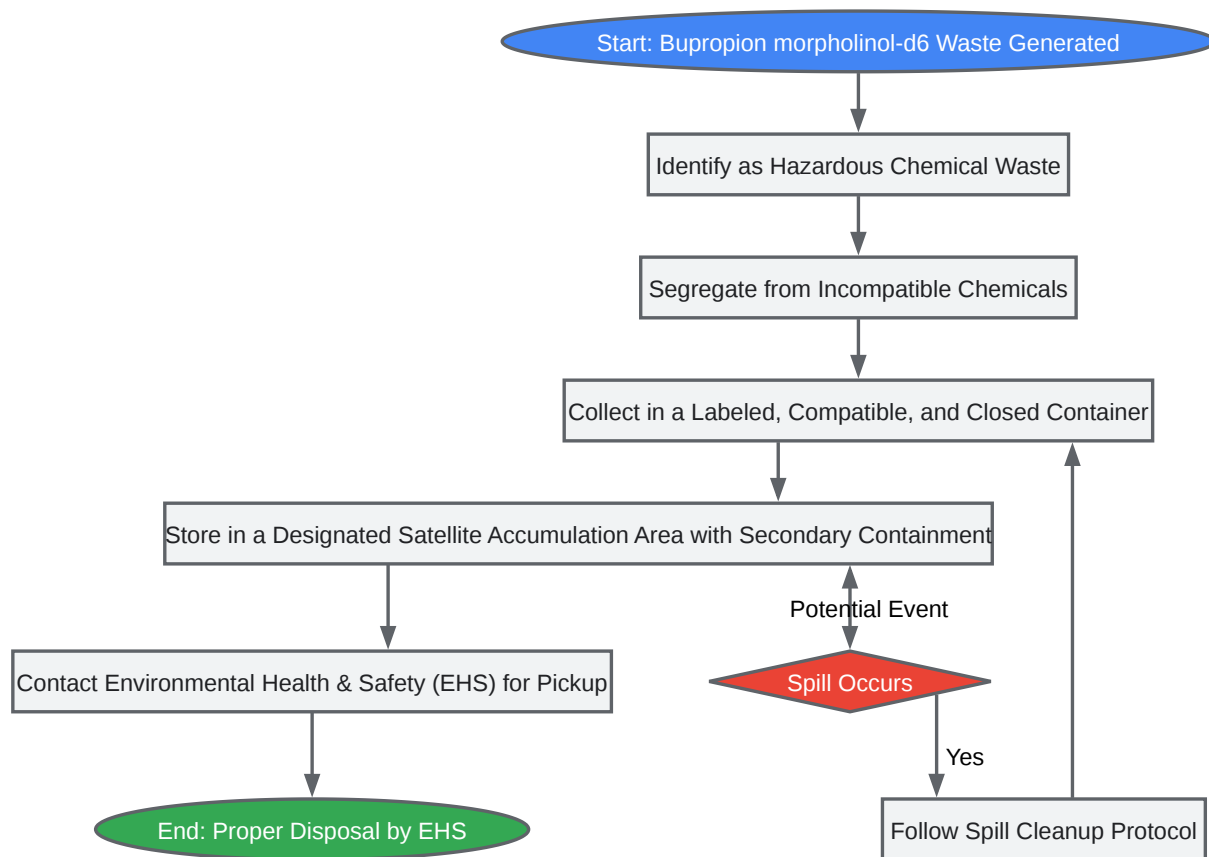 Start: Bupropion morpholinol-d6 Waste Generated
Identify as Hazardous Chemical Waste
Segregate from Incompatible Chemicals
Collect in a Labeled, Compatible, and Closed Container
Store in a Designated Satellite Accumulation Area with Secondary Containment
Potential Event
Contact Environmental Health & Safety (EHS) for Pickup
Spill Occurs
Yes
End: Proper Disposal by EHS
Follow Spill Cleanup Protocol